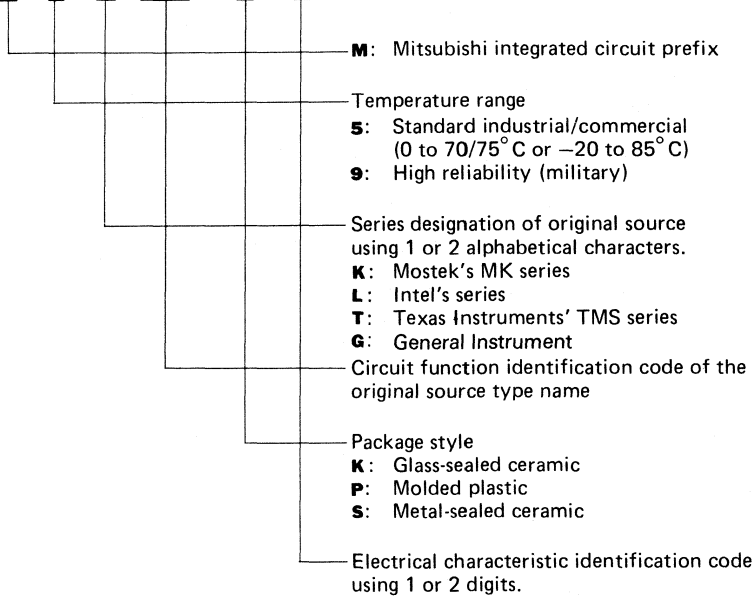 M: Mitsubishi integrated circuit prefix
Temperature range
5: Standard industrial/commercial
(0 to 70/75°C or −20 to 85°C)
9: High reliability (military)
Series designation of original source
using 1 or 2 alphabetical characters.
K: Mostek's MK series
L: Intel's series
T: Texas Instruments' TMS series
G: General Instrument
Circuit function identification code of the
original source type name
Package style
K: Glass-sealed ceramic
P: Molded plastic
S: Metal-sealed ceramic
Electrical characteristic identification code
using 1 or 2 digits.